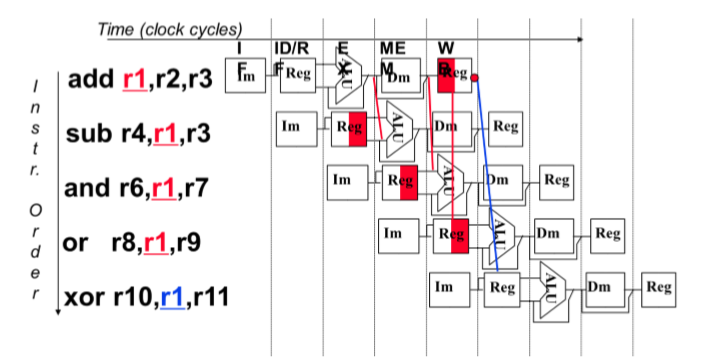 Time (clock cycles)
IF ID/RF EX MEM WB
Instr. Order
add r1,r2,r3
Im Reg ALU Dm Reg
sub r4,r1,r3
Im Reg ALU Dm Reg
and r6,r1,r7
Im Reg ALU Dm Reg
or r8,r1,r9
Im Reg ALU Dm Reg
xor r10,r1,r11
Im Reg ALU Dm Reg